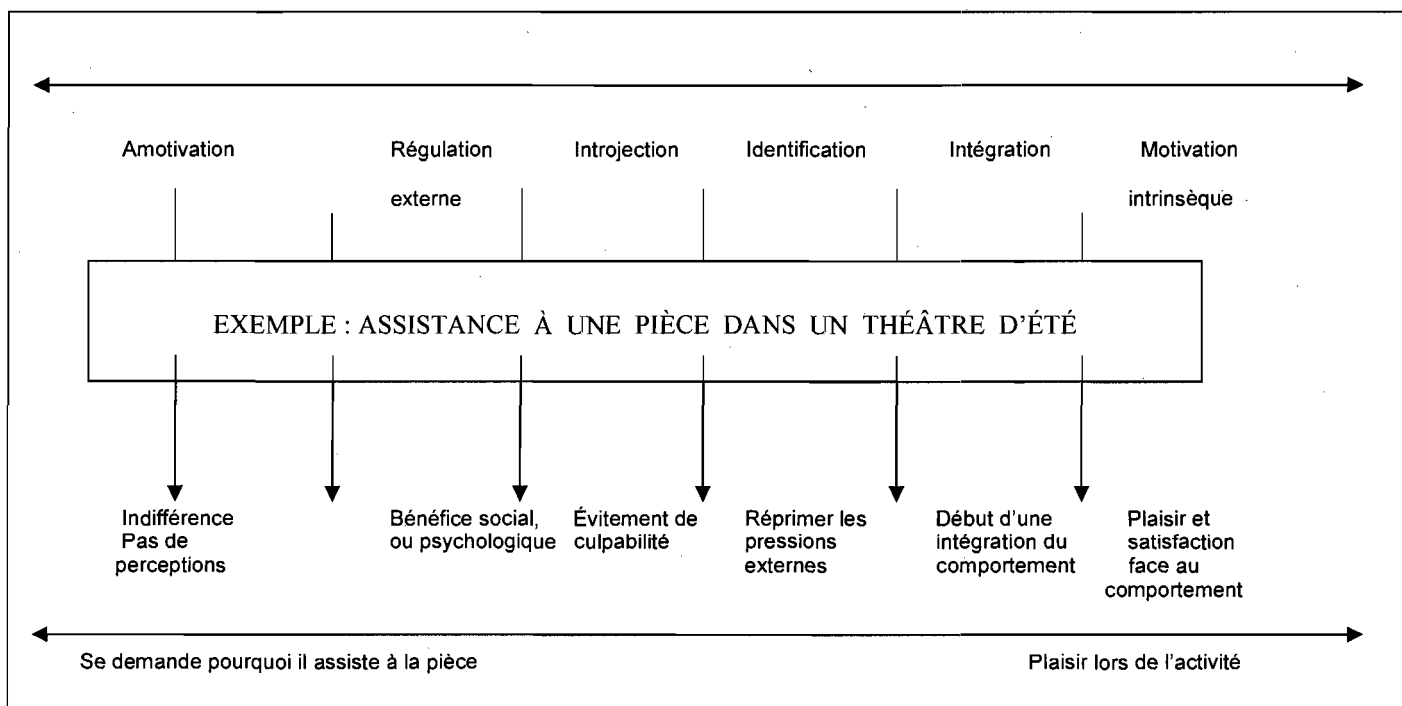 Amotivation Régulation Introjection Identification Intégration Motivation
externe intrinsèque
EXEMPLE : ASSISTANCE À UNE PIÈCE DANS UN THÉÂTRE D'ÉTÉ
Indifférence
Pas de
perceptions
Bénéfice social,
ou psychologique
Évitement de
culpabilité
Réprimer les
pressions
externes
Début d'une
intégration du
comportement
Plaisir et
satisfaction
face au
comportement
Se demande pourquoi il assiste à la pièce Plaisir lors de l'activité